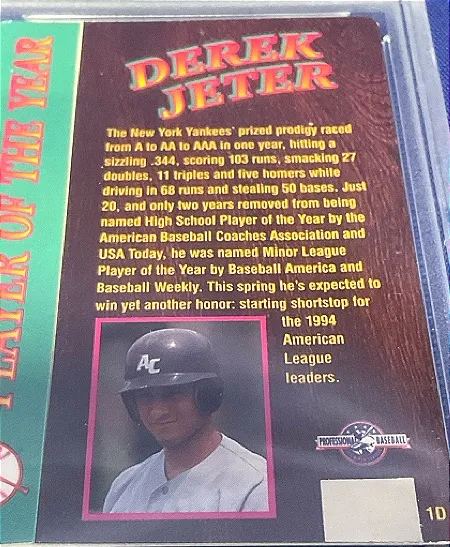 PLAYER OF THE YEAR
DEREK
JETER
The New York Yankees' prized prodigy raced
from A to AA to AAA in one year, hitting a
sizzling .344, scoring 103 runs, smacking 27
doubles, 11 triples and five homers while
driving in 68 runs and stealing 50 bases. Just
20, and only two years removed from being
named High School Player of the Year by the
American Baseball Coaches Association and
USA Today, he was named Minor League
Player of the Year by Baseball America and
Baseball Weekly. This spring he's expected to
win yet another honor: starting shortstop for
the 1994
American
League
leaders.
AC
PROFESSIONAL BASEBALL
1D